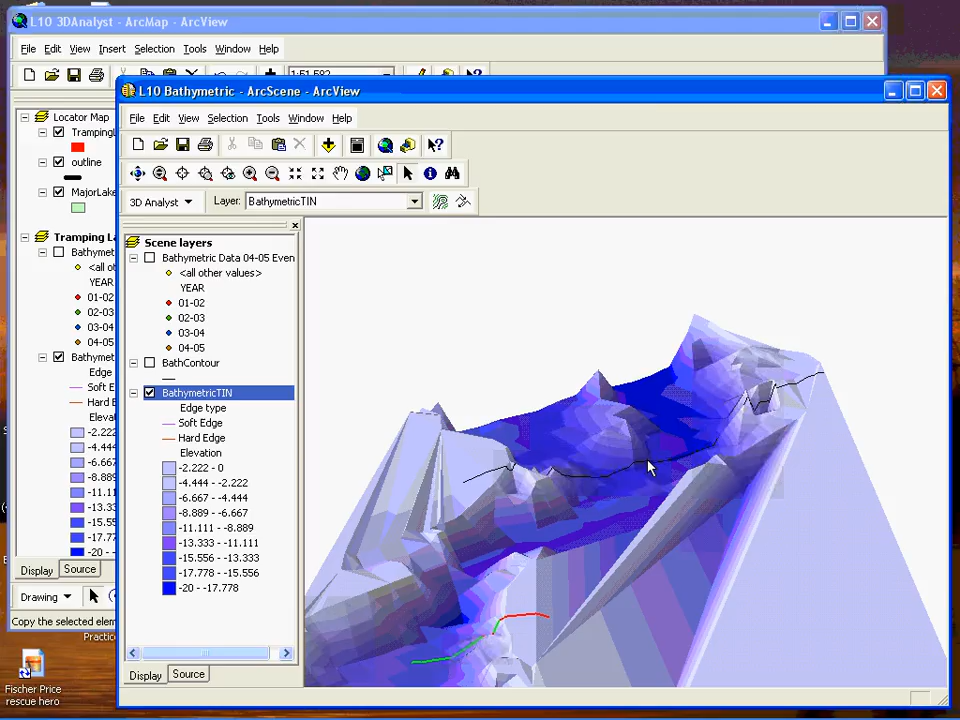 L10 3DAnalyst - ArcMap - ArcView
File Edit View Insert Selection Tools Window Help
1:51,582
L10 Bathymetric - ArcScene - ArcView
File Edit View Selection Tools Window Help
3D Analyst Layer: BathymetricTIN
Locator Map
TrampingL
outline
MajorLake
Tramping La
Bathymet
<all ot
YEAR
01-02
02-03
03-04
04-05
Bathymet
Edge
Soft E
Hard E
Eleva
-2.222
-4.444
-6.667
-8.889
-11.11
-13.33
-15.55
-17.77
-20 -
Display Source
Drawing
Copy the selected elem
Practice
Fischer Price
rescue hero
Scene layers
Bathymetric Data 04-05 Even
<all other values>
YEAR
01-02
02-03
03-04
04-05
BathContour
BathymetricTIN
Edge type
Soft Edge
Hard Edge
Elevation
-2.222 - 0
-4.444 - -2.222
-6.667 - -4.444
-8.889 - -6.667
-11.111 - -8.889
-13.333 - -11.111
-15.556 - -13.333
-17.778 - -15.556
-20 - -17.778
Display Source